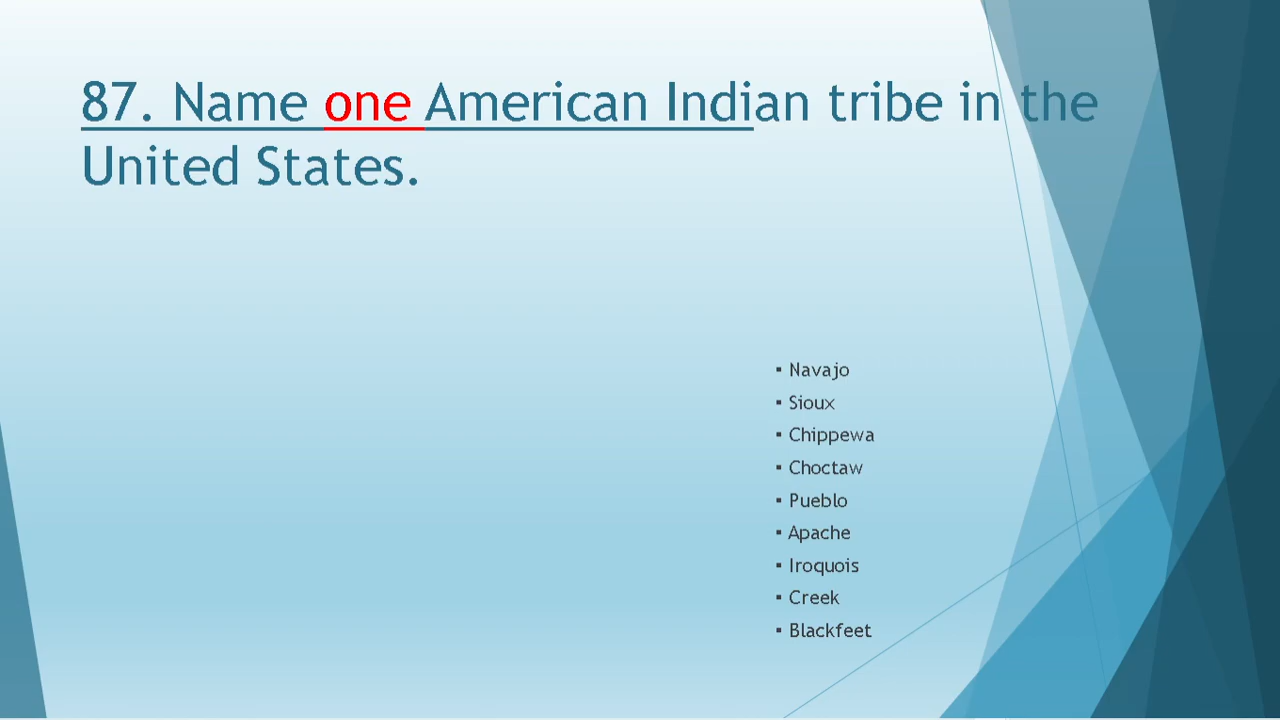 87. Name one American Indian tribe in the
United States.
▪ Navajo
▪ Sioux
▪ Chippewa
▪ Choctaw
▪ Pueblo
▪ Apache
▪ Iroquois
▪ Creek
▪ Blackfeet